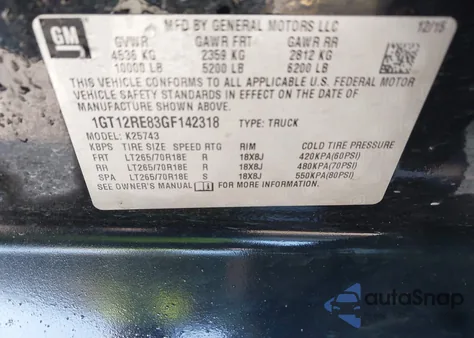 GM
MFD BY GENERAL MOTORS LLC 12/15
GVWR GAWR FRT GAWR RR
4536 KG 2359 KG 2812 KG
10000 LB 5200 LB 6200 LB
THIS VEHICLE CONFORMS TO ALL APPLICABLE U.S. FEDERAL MOTOR
VEHICLE SAFETY STANDARDS IN EFFECT ON THE DATE OF
MANUFACTURE SHOWN ABOVE.
1GT12RE83GF142318 TYPE: TRUCK
MODEL: K25743
KBPS TIRE SIZE SPEED RTG RIM COLD TIRE PRESSURE
FRT LT265/70R18E R 18X8J 420KPA(60PSI)
RR LT265/70R18E R 18X8J 480KPA(70PSI)
SPA LT265/70R18E S 18X8J 550KPA(80PSI)
SEE OWNER'S MANUAL FOR MORE INFORMATION.
autoSnap